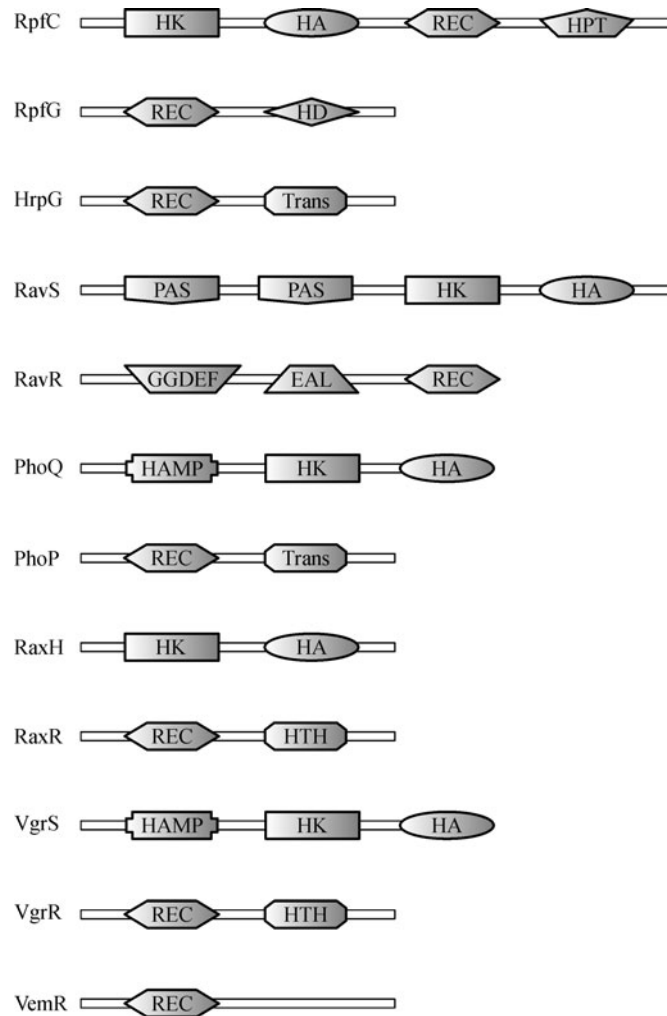 RpfC HK HA REC HPT
RpfG REC HD
HrpG REC Trans
RavS PAS PAS HK HA
RavR GGDEF EAL REC
PhoQ HAMP HK HA
PhoP REC Trans
RaxH HK HA
RaxR REC HTH
VgrS HAMP HK HA
VgrR REC HTH
VemR REC